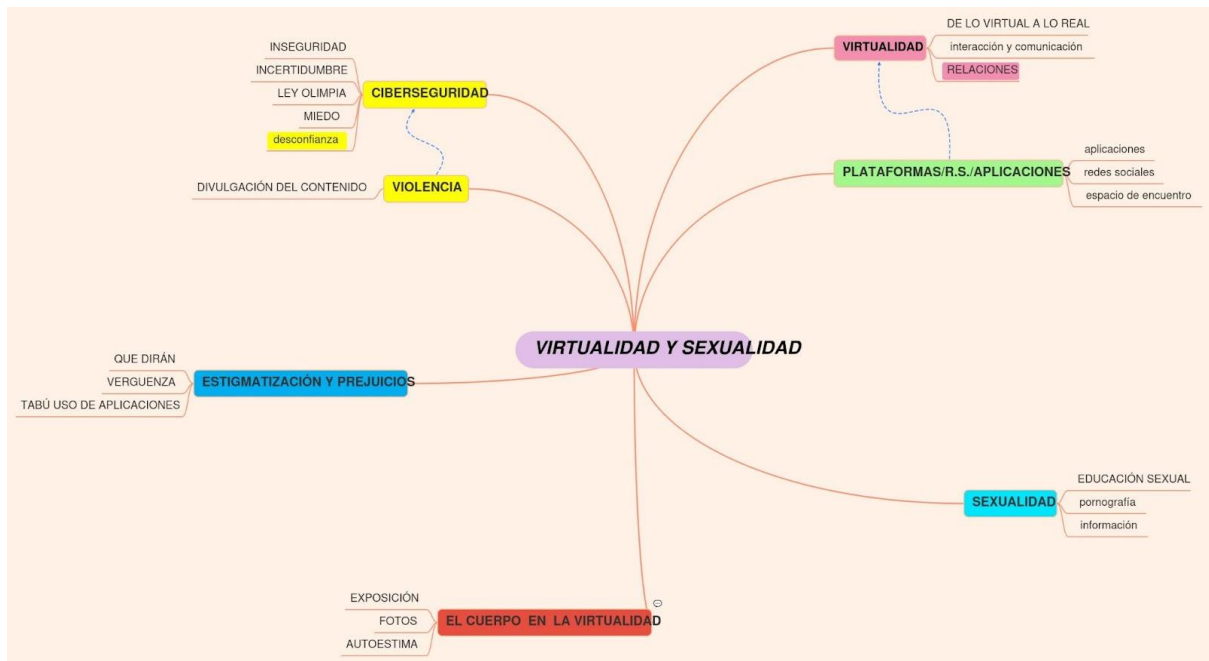 INSEGURIDAD
INCERTIDUMBRE
LEY OLIMPIA
MIEDO
desconfianza
CIBERSEGURIDAD
DIVULGACIÓN DEL CONTENIDO
VIOLENCIA
VIRTUALIDAD
DE LO VIRTUAL A LO REAL
interacción y comunicación
RELACIONES
PLATAFORMAS/R.S./APLICACIONES
aplicaciones
redes sociales
espacio de encuentro
VIRTUALIDAD Y SEXUALIDAD
QUE DIRÁN
VERGUENZA
TABÚ USO DE APLICACIONES
ESTIGMATIZACIÓN Y PREJUICIOS
SEXUALIDAD
EDUCACIÓN SEXUAL
pornografía
información
EXPOSICIÓN
FOTOS
AUTOESTIMA
EL CUERPO EN LA VIRTUALIDAD